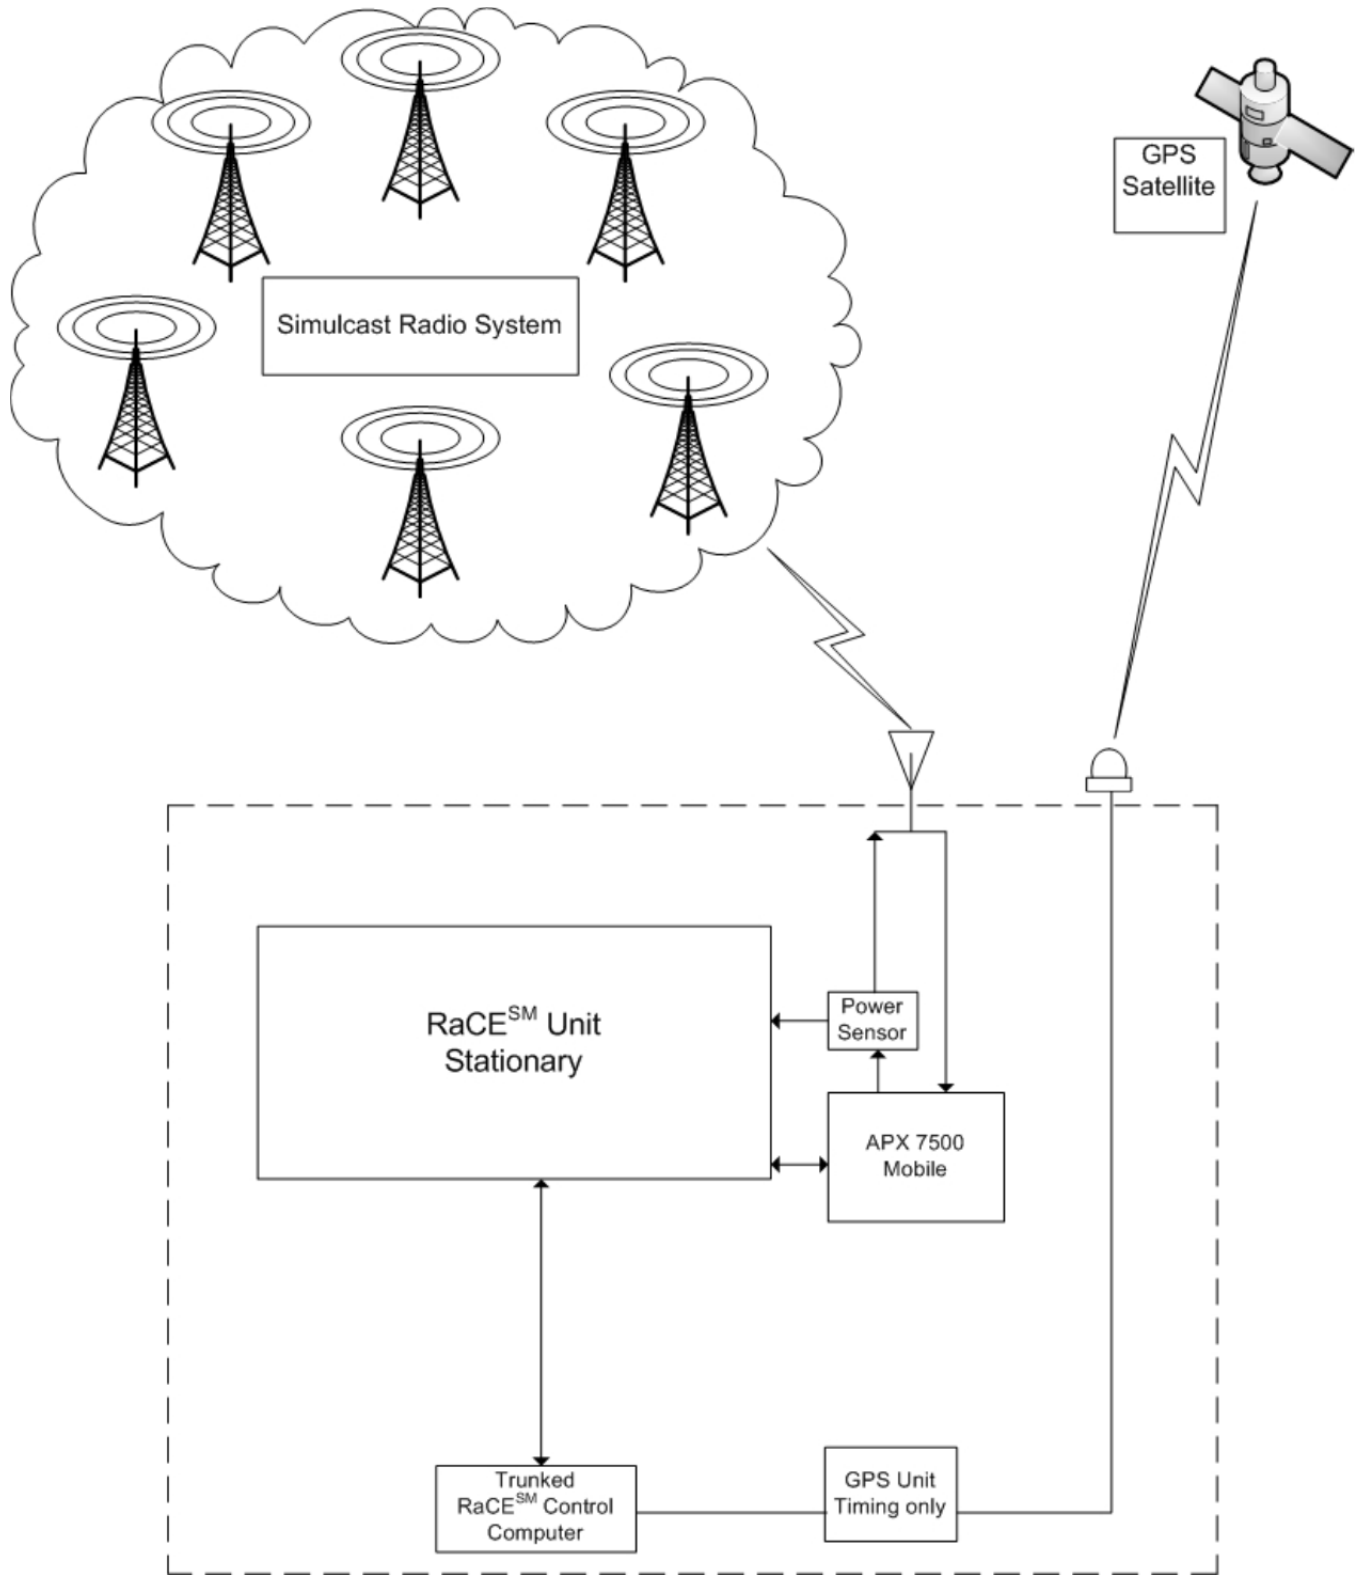 GPS
Satellite
Simulcast Radio System
RaCE^SM Unit
Stationary
Power
Sensor
APX 7500
Mobile
Trunked
RaCE^SM Control
Computer
GPS Unit
Timing only